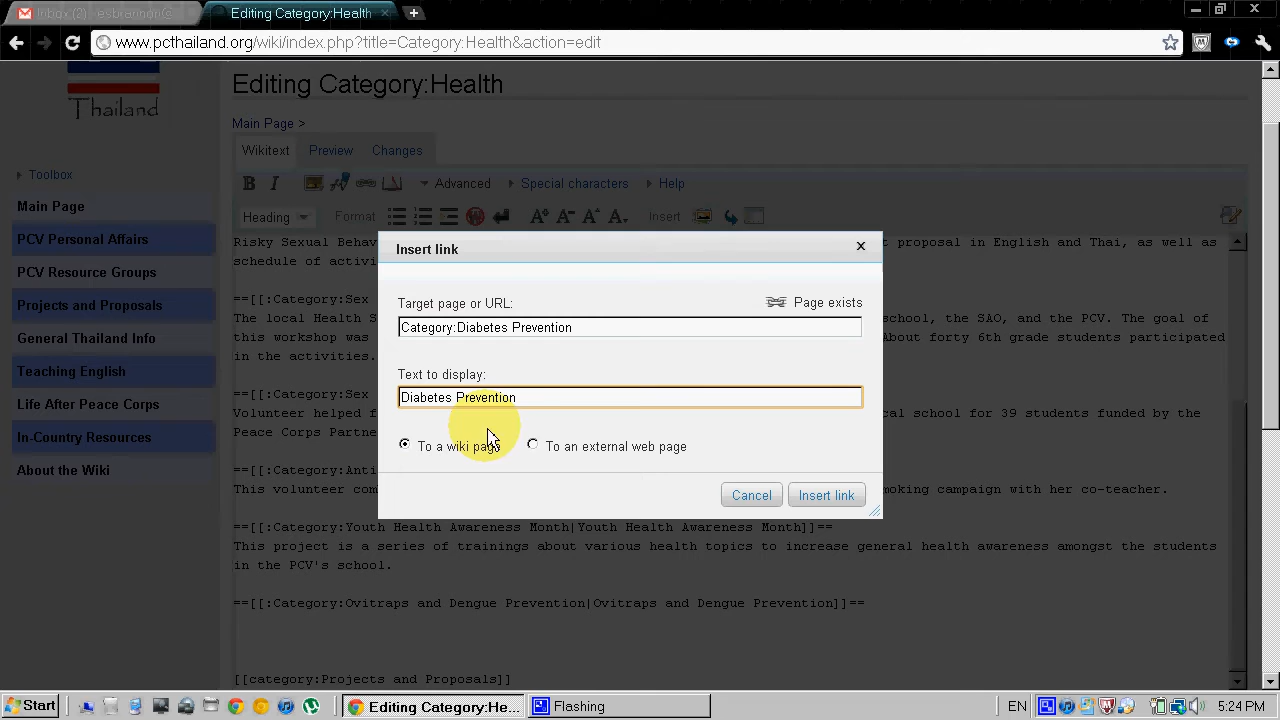 Inbox (2) - esbrannon@
Editing Category:Health
www.pcthailand.org/wiki/index.php?title=Category:Health&action=edit
Thailand
Toolbox
Main Page
PCV Personal Affairs
PCV Resource Groups
Projects and Proposals
General Thailand Info
Teaching English
Life After Peace Corps
In-Country Resources
About the Wiki
Editing Category:Health
Main Page >
Wikitext Preview Changes
B I Advanced Special characters Help
Heading Format Insert
Risky Sexual Behav t proposal in English and Thai, as well as
schedule of activi
==[[:Category:Sex
The local Health S school, the SAO, and the PCV. The goal of
this workshop was About forty 6th grade students participated
in the activities.
==[[:Category:Sex
Volunteer helped f cal school for 39 students funded by the
Peace Corps Partne
==[[:Category:Anti
This volunteer com moking campaign with her co-teacher.
==[[:Category:Youth Health Awareness Month|Youth Health Awareness Month]]==
This project is a series of trainings about various health topics to increase general health awareness amongst the students
in the PCV's school.
==[[:Category:Ovitraps and Dengue Prevention|Ovitraps and Dengue Prevention]]==
[[category:Projects and Proposals]]
Insert link
Target page or URL: Page exists
Category:Diabetes Prevention
Text to display:
Diabetes Prevention
To a wiki page To an external web page
Cancel Insert link
Start Editing Category:He... Flashing EN 5:24 PM